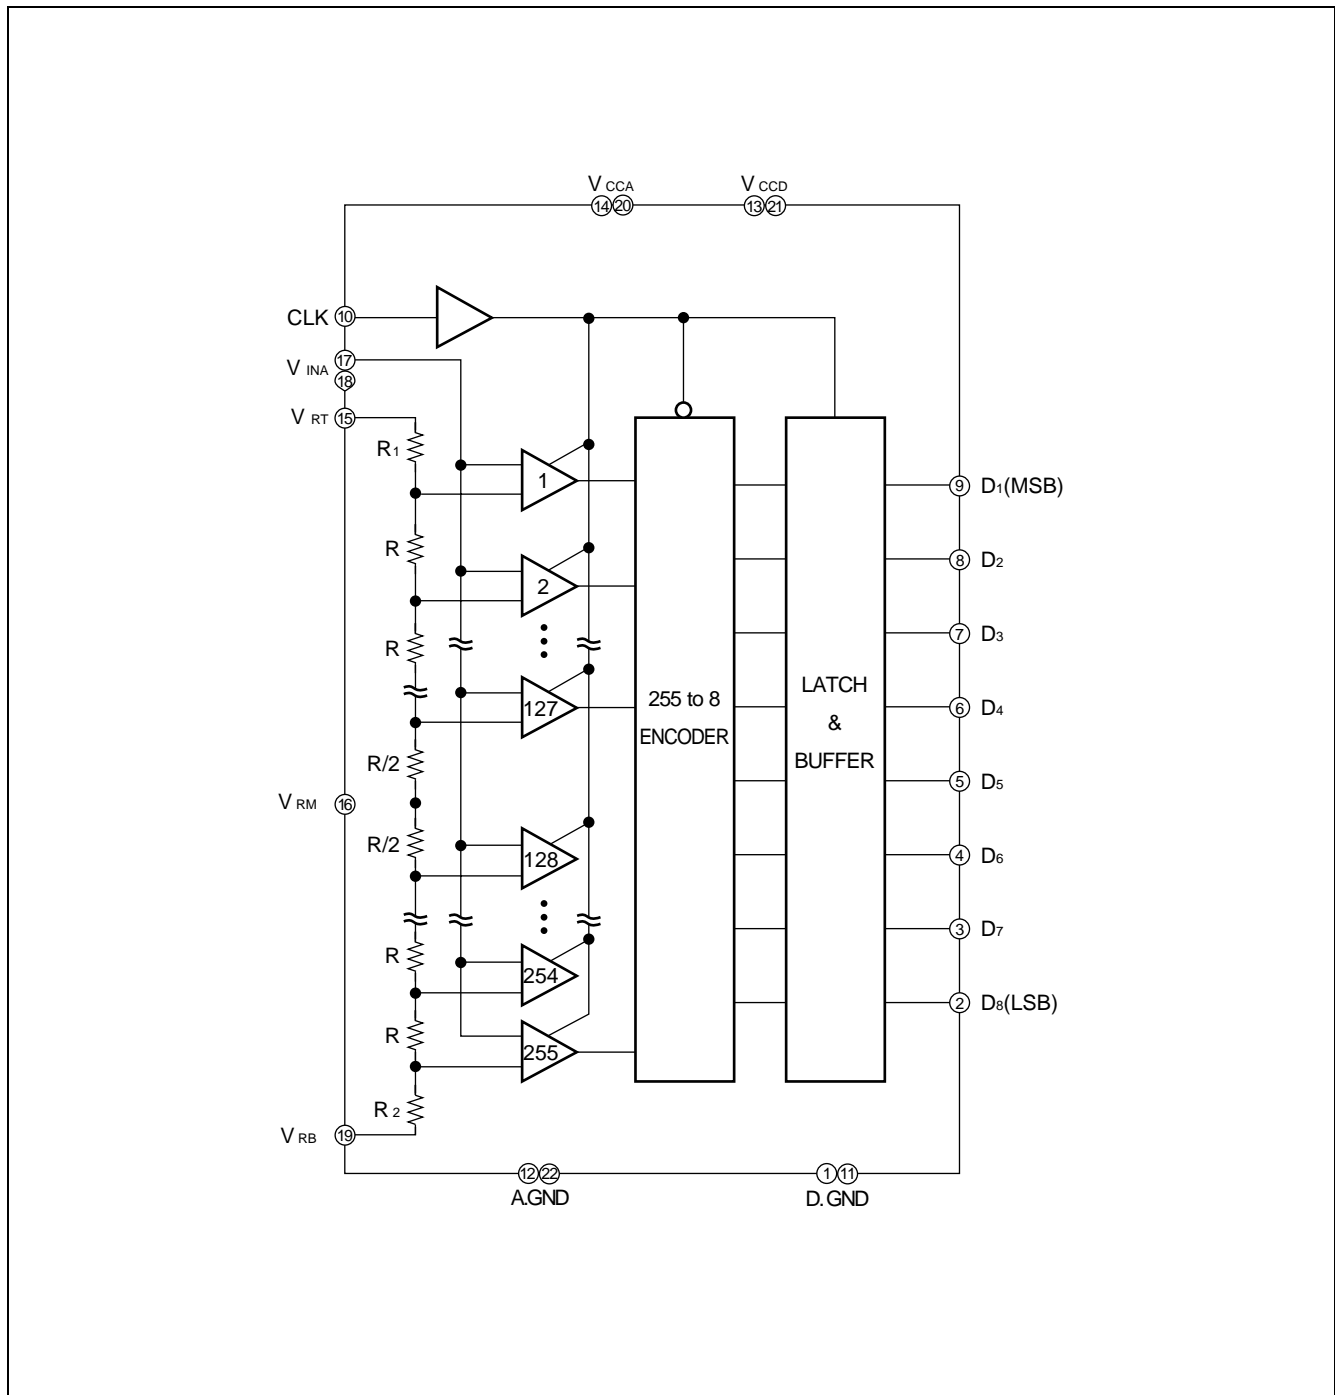 V CCA
14 20
V CCD
13 21
CLK 10
V INA 17
18
V RT 15
R1
1
R
2
R
127
R/2
V RM 16
R/2
128
R
254
R
255
R 2
V RB 19
255 to 8
ENCODER
LATCH
&
BUFFER
9 D1(MSB)
8 D2
7 D3
6 D4
5 D5
4 D6
3 D7
2 D8(LSB)
12 22
A.GND
1 11
D.GND